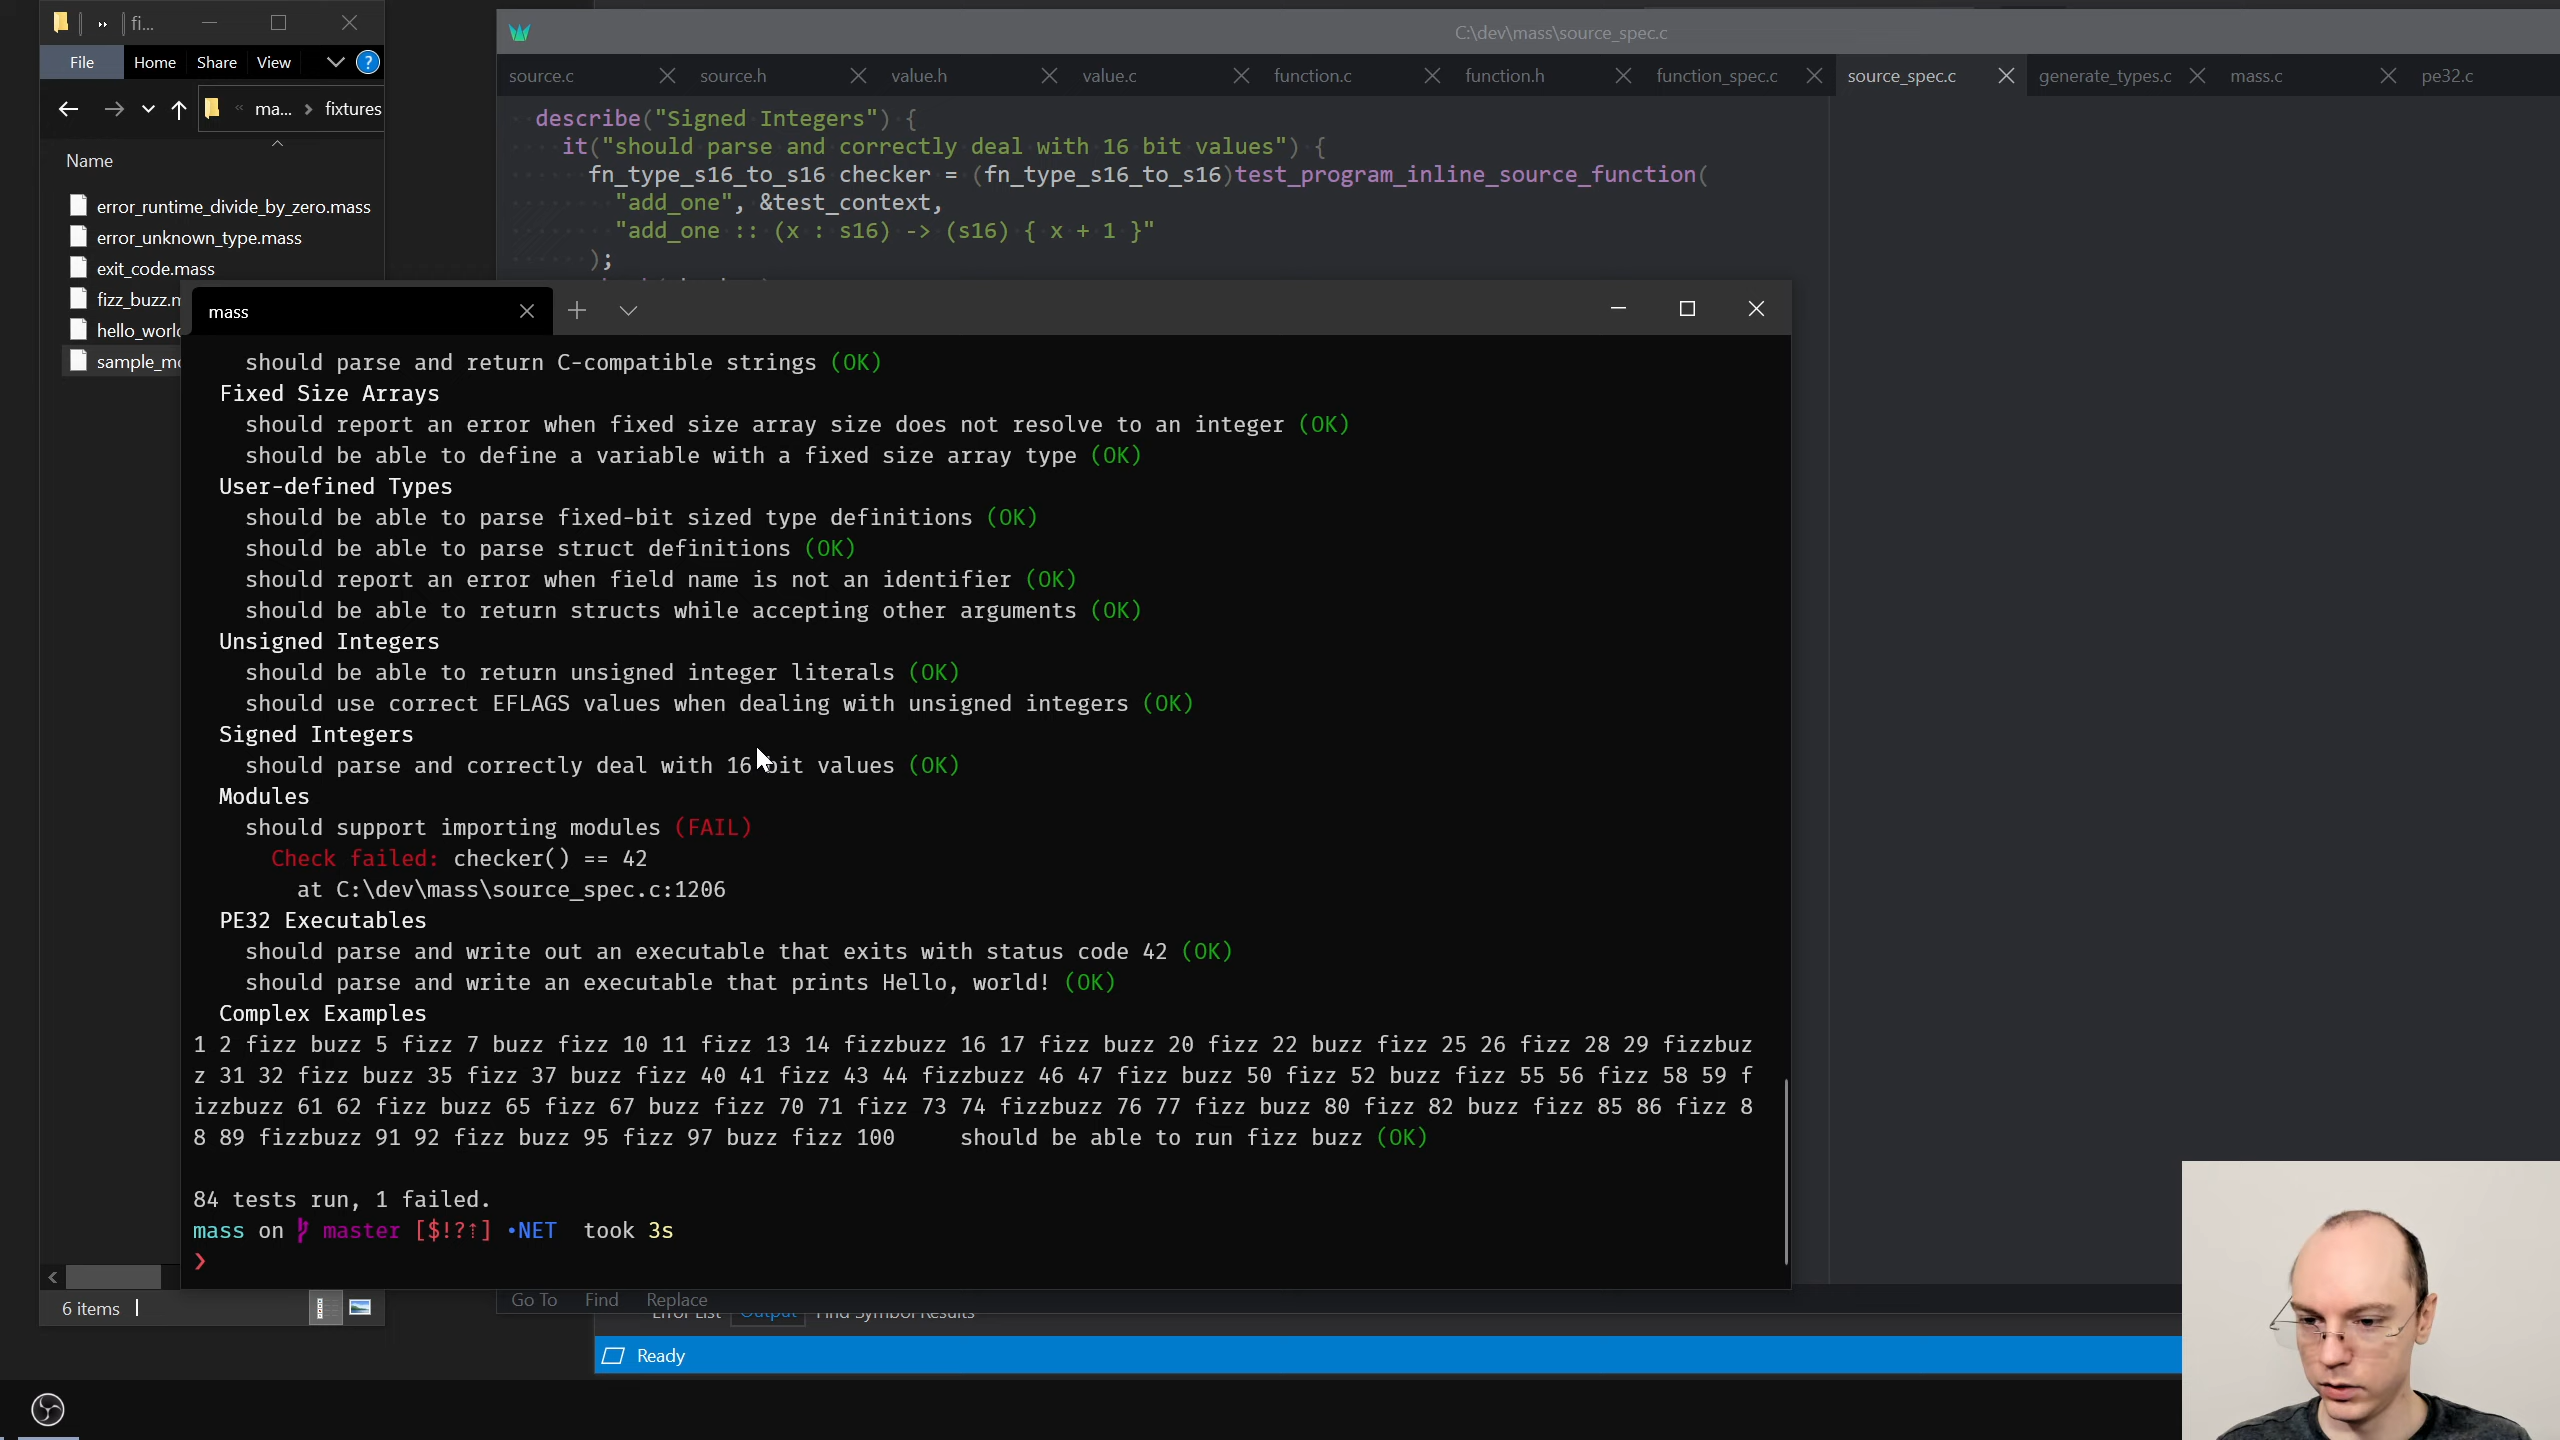 fi...
File
Home
Share
View
ma... › fixtures
Name
error_runtime_divide_by_zero.mass
error_unknown_type.mass
exit_code.mass
fizz_buzz.m
hello_worl
sample_mo
6 items
C:\dev\mass\source_spec.c
source.c
source.h
value.h
value.c
function.c
function.h
function_spec.c
source_spec.c
generate_types.c
mass.c
pe32.c
describe("Signed Integers") {
it("should parse and correctly deal with 16 bit values") {
fn_type_s16_to_s16 checker = (fn_type_s16_to_s16)test_program_inline_source_function(
"add_one", &test_context,
"add_one :: (x : s16) -> (s16) { x + 1 }"
);
mass
should parse and return C-compatible strings (OK)
Fixed Size Arrays
should report an error when fixed size array size does not resolve to an integer (OK)
should be able to define a variable with a fixed size array type (OK)
User-defined Types
should be able to parse fixed-bit sized type definitions (OK)
should be able to parse struct definitions (OK)
should report an error when field name is not an identifier (OK)
should be able to return structs while accepting other arguments (OK)
Unsigned Integers
should be able to return unsigned integer literals (OK)
should use correct EFLAGS values when dealing with unsigned integers (OK)
Signed Integers
should parse and correctly deal with 16 bit values (OK)
Modules
should support importing modules (FAIL)
Check failed: checker() == 42
at C:\dev\mass\source_spec.c:1206
PE32 Executables
should parse and write out an executable that exits with status code 42 (OK)
should parse and write an executable that prints Hello, world! (OK)
Complex Examples
1 2 fizz buzz 5 fizz 7 buzz fizz 10 11 fizz 13 14 fizzbuzz 16 17 fizz buzz 20 fizz 22 buzz fizz 25 26 fizz 28 29 fizzbuz
z 31 32 fizz buzz 35 fizz 37 buzz fizz 40 41 fizz 43 44 fizzbuzz 46 47 fizz buzz 50 fizz 52 buzz fizz 55 56 fizz 58 59 f
izzbuzz 61 62 fizz buzz 65 fizz 67 buzz fizz 70 71 fizz 73 74 fizzbuzz 76 77 fizz buzz 80 fizz 82 buzz fizz 85 86 fizz 8
8 89 fizzbuzz 91 92 fizz buzz 95 fizz 97 buzz fizz 100 should be able to run fizz buzz (OK)
84 tests run, 1 failed.
mass on master [$!?⇡] •NET took 3s
❯
Go To
Find
Replace
Error List
Output
Find Symbol Results
Ready